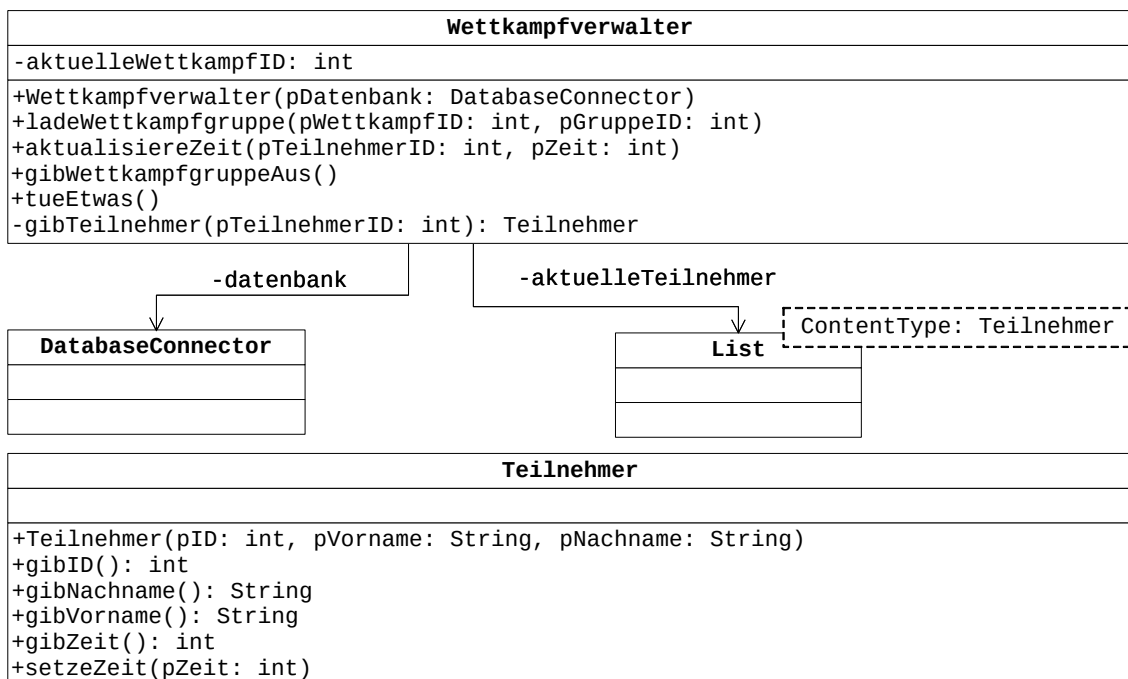 Wettkampfverwalter
-aktuelleWettkampfID: int
+Wettkampfverwalter(pDatenbank: DatabaseConnector)
+ladeWettkampfgruppe(pWettkampfID: int, pGruppeID: int)
+aktualisiereZeit(pTeilnehmerID: int, pZeit: int)
+gibWettkampfgruppeAus()
+tueEtwas()
-gibTeilnehmer(pTeilnehmerID: int): Teilnehmer
-datenbank
-aktuelleTeilnehmer
ContentType: Teilnehmer
DatabaseConnector
List
Teilnehmer
+Teilnehmer(pID: int, pVorname: String, pNachname: String)
+gibID(): int
+gibNachname(): String
+gibVorname(): String
+gibZeit(): int
+setzeZeit(pZeit: int)